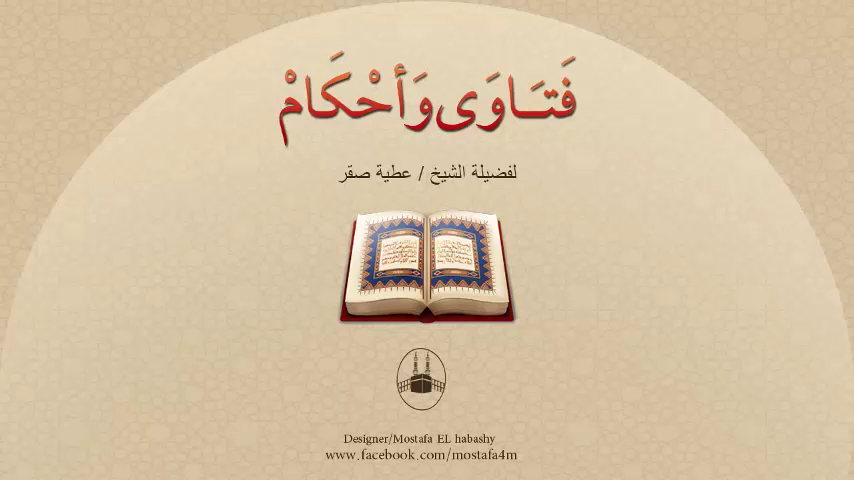 فَتَاوَى وَأَحْكَامْ
لفضيلة الشيخ / عطية صقر
Designer/Mostafa EL habashy
www.facebook.com/mostafa4m